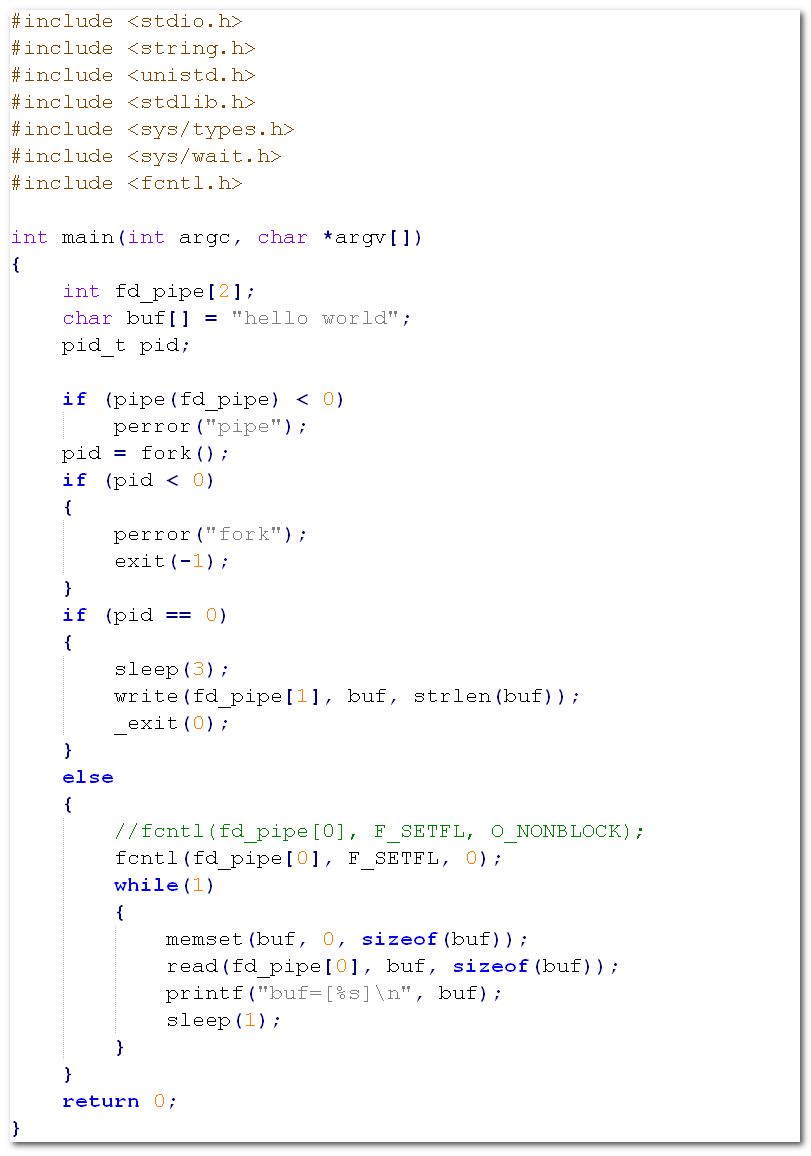 #include <stdio.h>
#include <string.h>
#include <unistd.h>
#include <stdlib.h>
#include <sys/types.h>
#include <sys/wait.h>
#include <fcntl.h>

int main(int argc, char *argv[])
{
    int fd_pipe[2];
    char buf[] = "hello world";
    pid_t pid;

    if (pipe(fd_pipe) < 0)
        perror("pipe");
    pid = fork();
    if (pid < 0)
    {
        perror("fork");
        exit(-1);
    }
    if (pid == 0)
    {
        sleep(3);
        write(fd_pipe[1], buf, strlen(buf));
        _exit(0);
    }
    else
    {
        //fcntl(fd_pipe[0], F_SETFL, O_NONBLOCK);
        fcntl(fd_pipe[0], F_SETFL, 0);
        while(1)
        {
            memset(buf, 0, sizeof(buf));
            read(fd_pipe[0], buf, sizeof(buf));
            printf("buf=[%s]\n", buf);
            sleep(1);
        }
    }
    return 0;
}